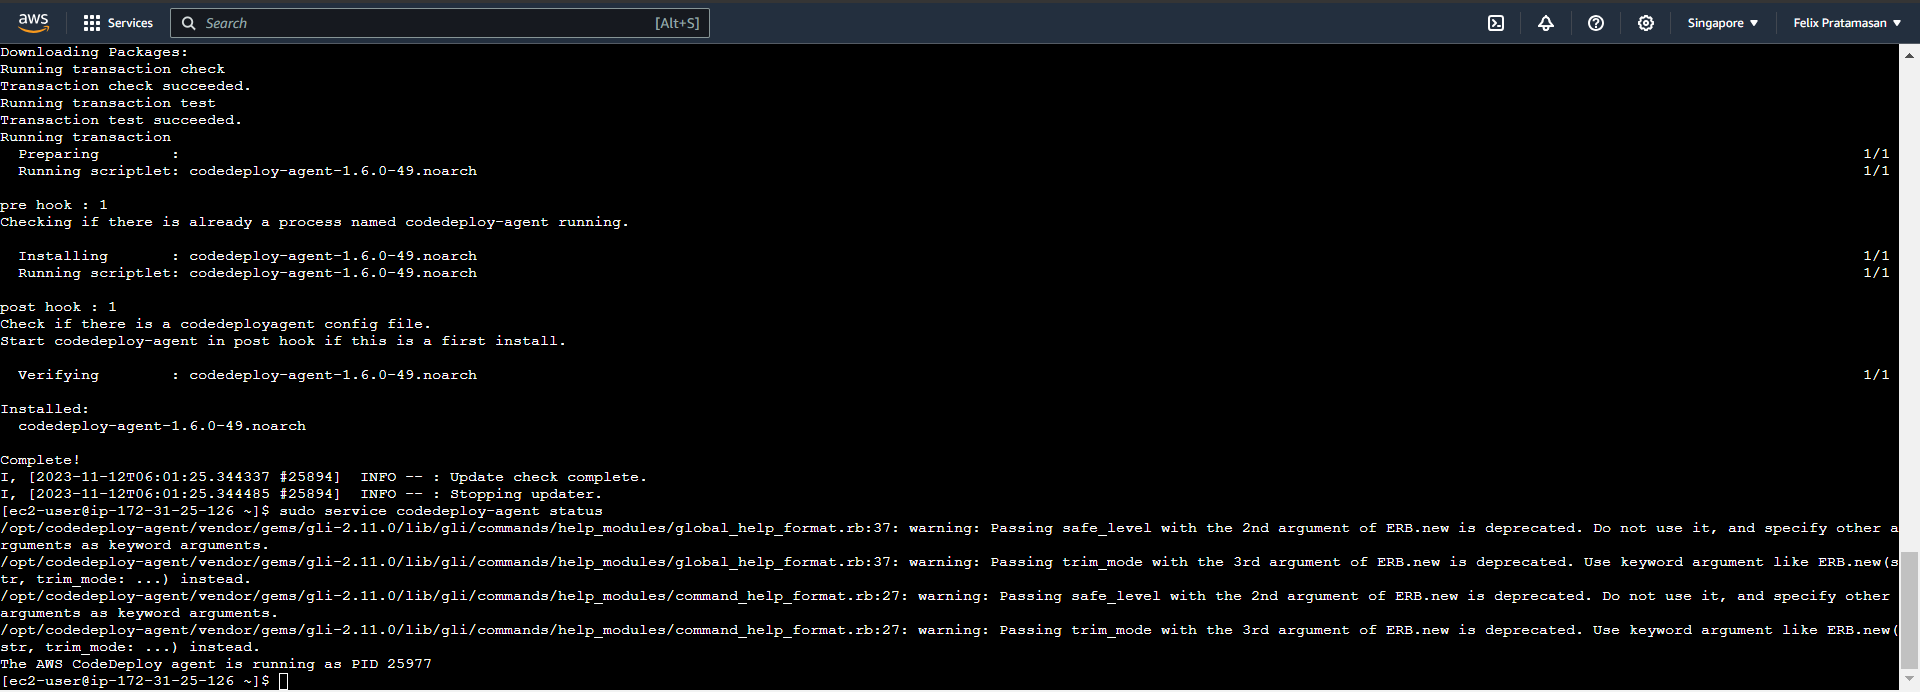 aws Services Search [Alt+S] Singapore Felix Pratamasan
Downloading Packages:
Running transaction check
Transaction check succeeded.
Running transaction test
Transaction test succeeded.
Running transaction
  Preparing        :                                                        1/1
  Running scriptlet: codedeploy-agent-1.6.0-49.noarch                       1/1
pre hook : 1
Checking if there is already a process named codedeploy-agent running.
  Installing       : codedeploy-agent-1.6.0-49.noarch                       1/1
  Running scriptlet: codedeploy-agent-1.6.0-49.noarch                       1/1
post hook : 1
Check if there is a codedeployagent config file.
Start codedeploy-agent in post hook if this is a first install.
  Verifying        : codedeploy-agent-1.6.0-49.noarch                       1/1
Installed:
  codedeploy-agent-1.6.0-49.noarch
Complete!
I, [2023-11-12T06:01:25.344337 #25894]  INFO -- : Update check complete.
I, [2023-11-12T06:01:25.344485 #25894]  INFO -- : Stopping updater.
[ec2-user@ip-172-31-25-126 ~]$ sudo service codedeploy-agent status
/opt/codedeploy-agent/vendor/gems/gli-2.11.0/lib/gli/commands/help_modules/global_help_format.rb:37: warning: Passing safe_level with the 2nd argument of ERB.new is deprecated. Do not use it, and specify other a
rguments as keyword arguments.
/opt/codedeploy-agent/vendor/gems/gli-2.11.0/lib/gli/commands/help_modules/global_help_format.rb:37: warning: Passing trim_mode with the 3rd argument of ERB.new is deprecated. Use keyword argument like ERB.new(s
tr, trim_mode: ...) instead.
/opt/codedeploy-agent/vendor/gems/gli-2.11.0/lib/gli/commands/help_modules/command_help_format.rb:27: warning: Passing safe_level with the 2nd argument of ERB.new is deprecated. Do not use it, and specify other
arguments as keyword arguments.
/opt/codedeploy-agent/vendor/gems/gli-2.11.0/lib/gli/commands/help_modules/command_help_format.rb:27: warning: Passing trim_mode with the 3rd argument of ERB.new is deprecated. Use keyword argument like ERB.new(
str, trim_mode: ...) instead.
The AWS CodeDeploy agent is running as PID 25977
[ec2-user@ip-172-31-25-126 ~]$